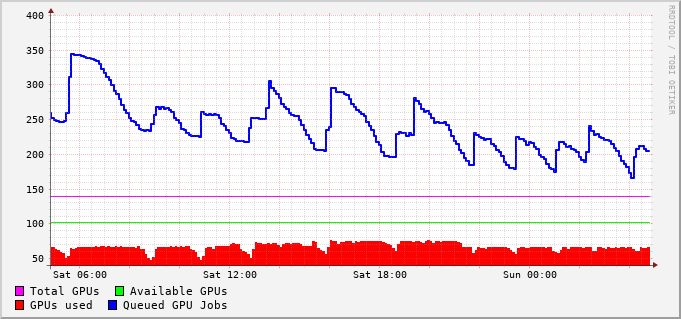 400
350
300
250
200
150
100
50
Sat 06:00 Sat 12:00 Sat 18:00 Sun 00:00
Total GPUs Available GPUs
GPUs used Queued GPU Jobs
RRDTOOL / TOBI OETIKER